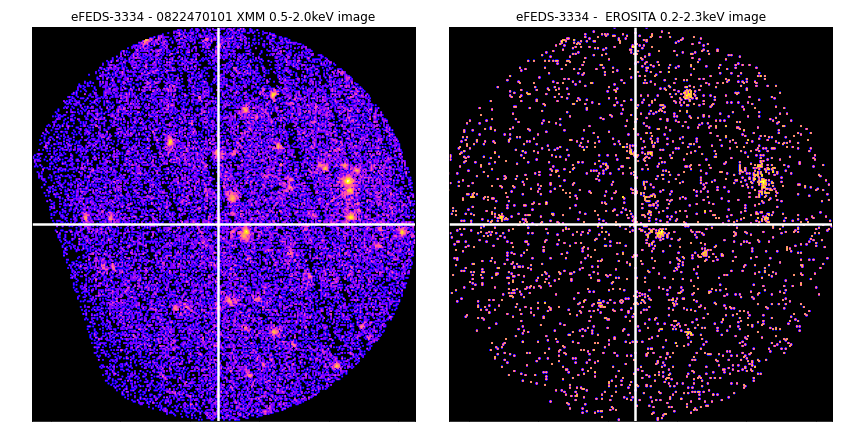 eFEDS-3334 - 0822470101 XMM 0.5-2.0keV image
eFEDS-3334 -  EROSITA 0.2-2.3keV image